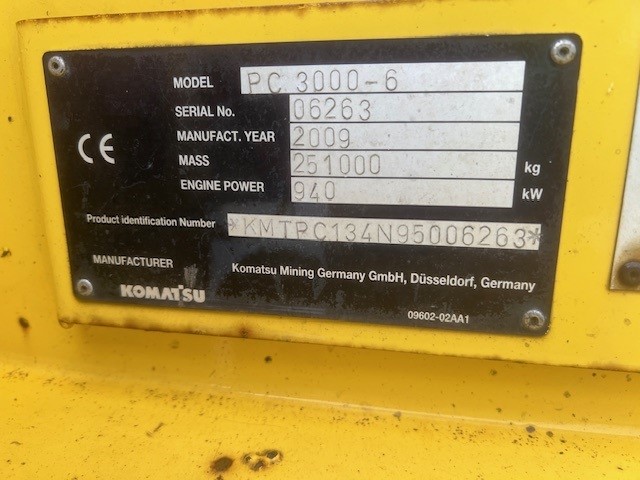 MODEL PC 3000-6
SERIAL No. 06263
MANUFACT. YEAR 2009
MASS 251000 kg
ENGINE POWER 940 kW
Product identification Number *KMTPC134N95006263*
MANUFACTURER Komatsu Mining Germany GmbH, Düsseldorf, Germany
KOMATSU
09602-02AA1
CE